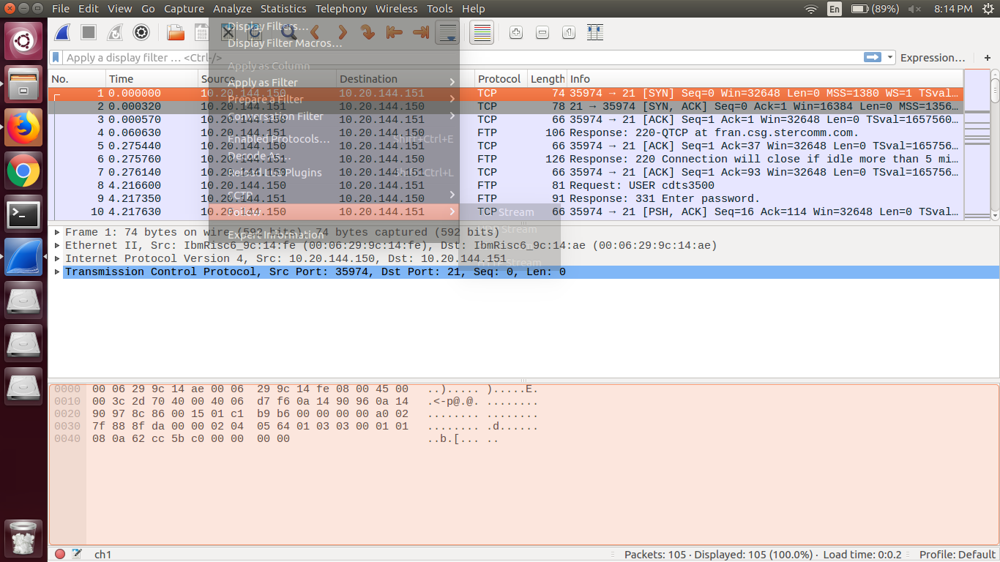 File Edit View Go Capture Analyze Statistics Telephony Wireless Tools Help
En (89%) 8:14 PM
Display Filters…
Display Filter Macros…
Apply as Column
Apply as Filter
Prepare a Filter
Conversation Filter
Enabled Protocols… Shift+Ctrl+E
Decode As…
Reload Lua Plugins Shift+Ctrl+L
SCTP
Follow
Expert Information
Stream
Stream
Stream
Apply a display filter … <Ctrl-/> Expression… +
No. Time Source Destination Protocol Length Info
1 0.000000 10.20.144.150 10.20.144.151 TCP 74 35974 → 21 [SYN] Seq=0 Win=32648 Len=0 MSS=1380 WS=1 TSval…
2 0.000320 10.20.144.151 10.20.144.150 TCP 78 21 → 35974 [SYN, ACK] Seq=0 Ack=1 Win=16384 Len=0 MSS=1356…
3 0.000570 10.20.144.150 10.20.144.151 TCP 66 35974 → 21 [ACK] Seq=1 Ack=1 Win=32648 Len=0 TSval=1657560…
4 0.060630 10.20.144.151 10.20.144.150 FTP 106 Response: 220-QTCP at fran.csg.stercomm.com.
5 0.275440 10.20.144.150 10.20.144.151 TCP 66 35974 → 21 [ACK] Seq=1 Ack=37 Win=32648 Len=0 TSval=165756…
6 0.275760 10.20.144.151 10.20.144.150 FTP 126 Response: 220 Connection will close if idle more than 5 mi…
7 0.276140 10.20.144.150 10.20.144.151 TCP 66 35974 → 21 [ACK] Seq=1 Ack=93 Win=32648 Len=0 TSval=165756…
8 4.216600 10.20.144.150 10.20.144.151 FTP 81 Request: USER cdts3500
9 4.217350 10.20.144.151 10.20.144.150 FTP 91 Response: 331 Enter password.
10 4.217630 10.20.144.150 10.20.144.151 TCP 66 35974 → 21 [PSH, ACK] Seq=16 Ack=114 Win=32648 Len=0 TSval…
Frame 1: 74 bytes on wire (592 bits), 74 bytes captured (592 bits)
Ethernet II, Src: IbmRisc6_9c:14:fe (00:06:29:9c:14:fe), Dst: IbmRisc6_9c:14:ae (00:06:29:9c:14:ae)
Internet Protocol Version 4, Src: 10.20.144.150, Dst: 10.20.144.151
Transmission Control Protocol, Src Port: 35974, Dst Port: 21, Seq: 0, Len: 0
0000 00 06 29 9c 14 ae 00 06 29 9c 14 fe 08 00 45 00 ..)..... ).....E.
0010 00 3c 2d 70 40 00 40 06 d7 f6 0a 14 90 96 0a 14 .<-p@.@. ........
0020 90 97 8c 86 00 15 01 c1 b9 b6 00 00 00 00 a0 02 ........ ........
0030 7f 88 8f da 00 00 02 04 05 64 01 03 03 00 01 01 ........ .d......
0040 08 0a 62 cc 5b c0 00 00 00 00 ..b.[... ..
ch1 Packets: 105 · Displayed: 105 (100.0%) · Load time: 0:0.2 Profile: Default